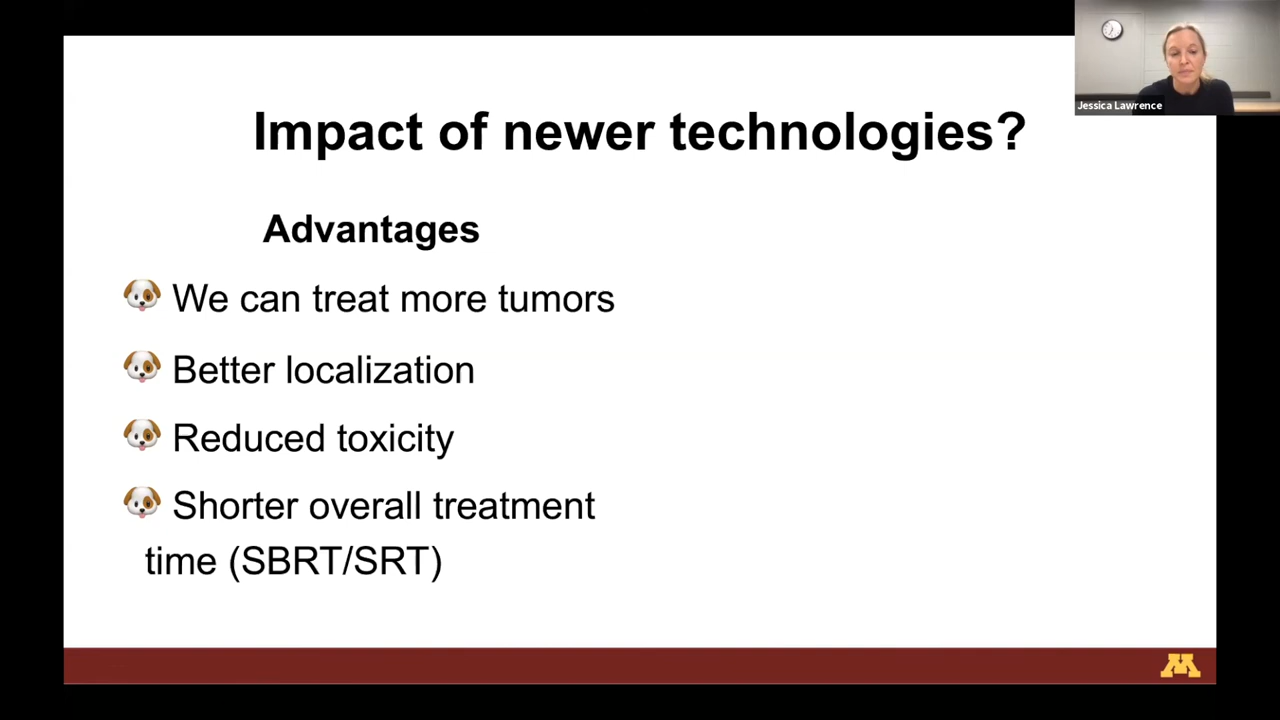 Jessica Lawrence
Impact of newer technologies?
Advantages
We can treat more tumors
Better localization
Reduced toxicity
Shorter overall treatment
time (SBRT/SRT)
M